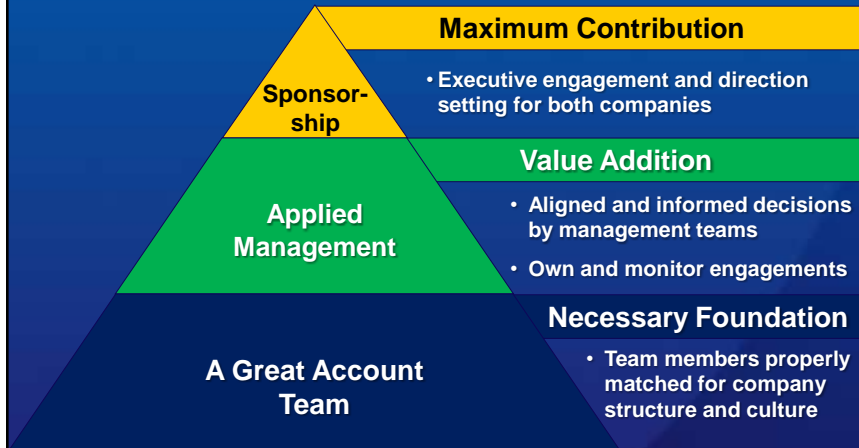 Maximum Contribution
Sponsor-
ship
• Executive engagement and direction
setting for both companies
Value Addition
Applied
Management
• Aligned and informed decisions
by management teams
• Own and monitor engagements
Necessary Foundation
A Great Account
Team
• Team members properly
matched for company
structure and culture